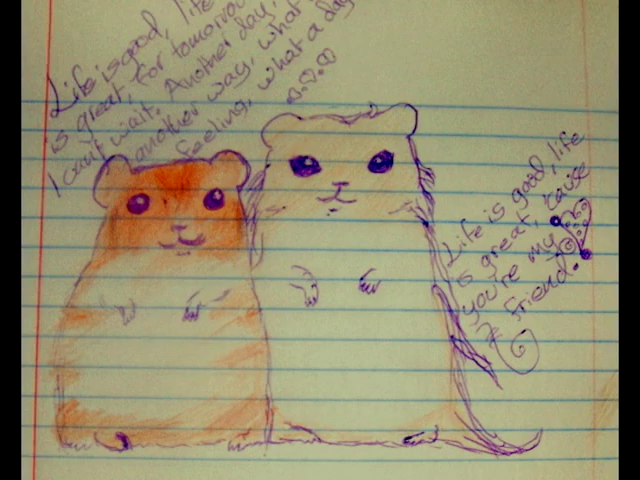 Life is good, life
is great, for tomorrow
I can't wait. Another day,
another way, what
feeling, what a day
Life is good, life
is great, 'cause
you're my
friend.